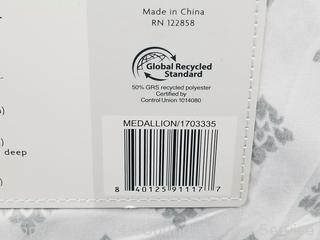 Made in China
RN 122858
Global Recycled
Standard
50% GRS recycled polyester
Certified by
Control Union 1014080
)
)
deep
)
MEDALLION/1703335
8 40125 91117 7